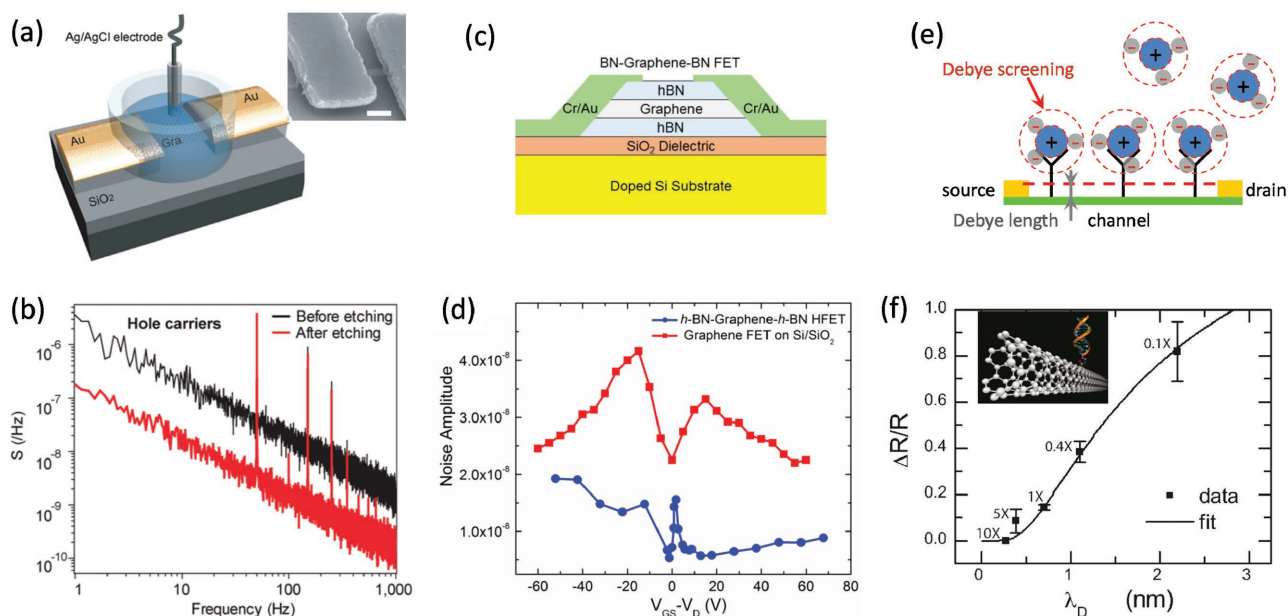 (a)
Ag/AgCl electrode
Au
Au
Gra
SiO₂
(b)
Hole carriers
Before etching
After etching
10⁻⁶
10⁻⁷
10⁻⁸
10⁻⁹
10⁻¹⁰
S (/Hz)
1 10 100 1,000
Frequency (Hz)
(c)
BN-Graphene-BN FET
hBN
Cr/Au Graphene Cr/Au
hBN
SiO₂ Dielectric
Doped Si Substrate
(d)
h-BN-Graphene-h-BN HFET
Graphene FET on Si/SiO₂
4.0x10⁻⁸
3.0x10⁻⁸
2.0x10⁻⁸
1.0x10⁻⁸
Noise Amplitude
-60 -40 -20 0 20 40 60 80
V_GS-V_D (V)
(e)
Debye screening
source drain
Debye length channel
(f)
1.0
0.8
0.6
0.4
0.2
0.0
ΔR/R
0.1X
0.4X
1X
5X
10X
data
fit
0 1 2 3
λ_D (nm)